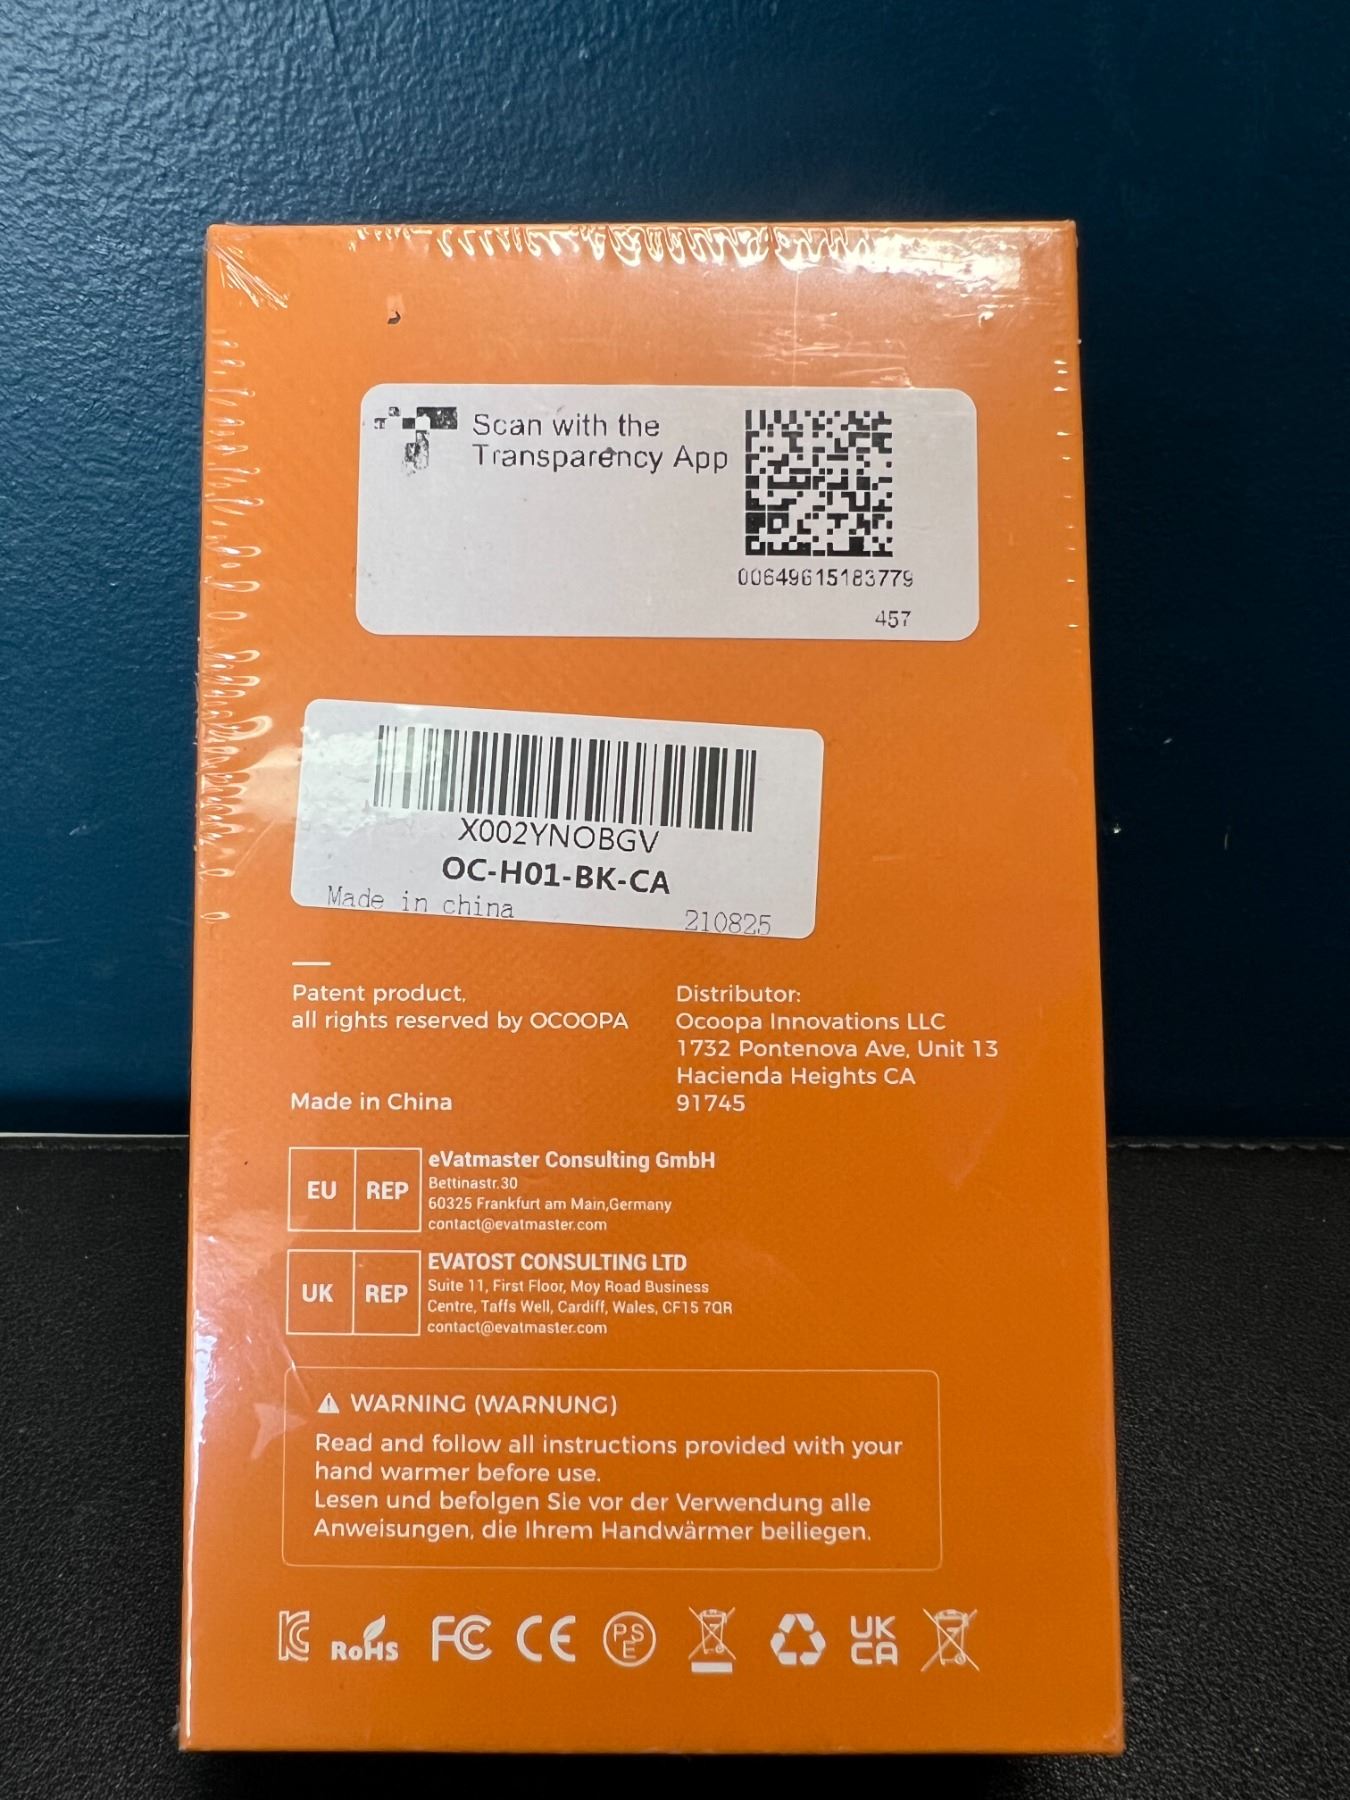 Scan with the
Transparency App
00649615183779
457
X002YNOBGV
OC-H01-BK-CA
Made in china
210825
Patent product,
all rights reserved by OCOOPA
Made in China
Distributor:
Ocoopa Innovations LLC
1732 Pontenova Ave, Unit 13
Hacienda Heights CA
91745
EU REP
eVatmaster Consulting GmbH
Bettinastr.30
60325 Frankfurt am Main,Germany
contact@evatmaster.com
UK REP
EVATOST CONSULTING LTD
Suite 11, First Floor, Moy Road Business
Centre, Taffs Well, Cardiff, Wales, CF15 7QR
contact@evatmaster.com
WARNING (WARNUNG)
Read and follow all instructions provided with your
hand warmer before use.
Lesen und befolgen Sie vor der Verwendung alle
Anweisungen, die Ihrem Handwärmer beiliegen.
KC RoHS FC CE PSE UKCA